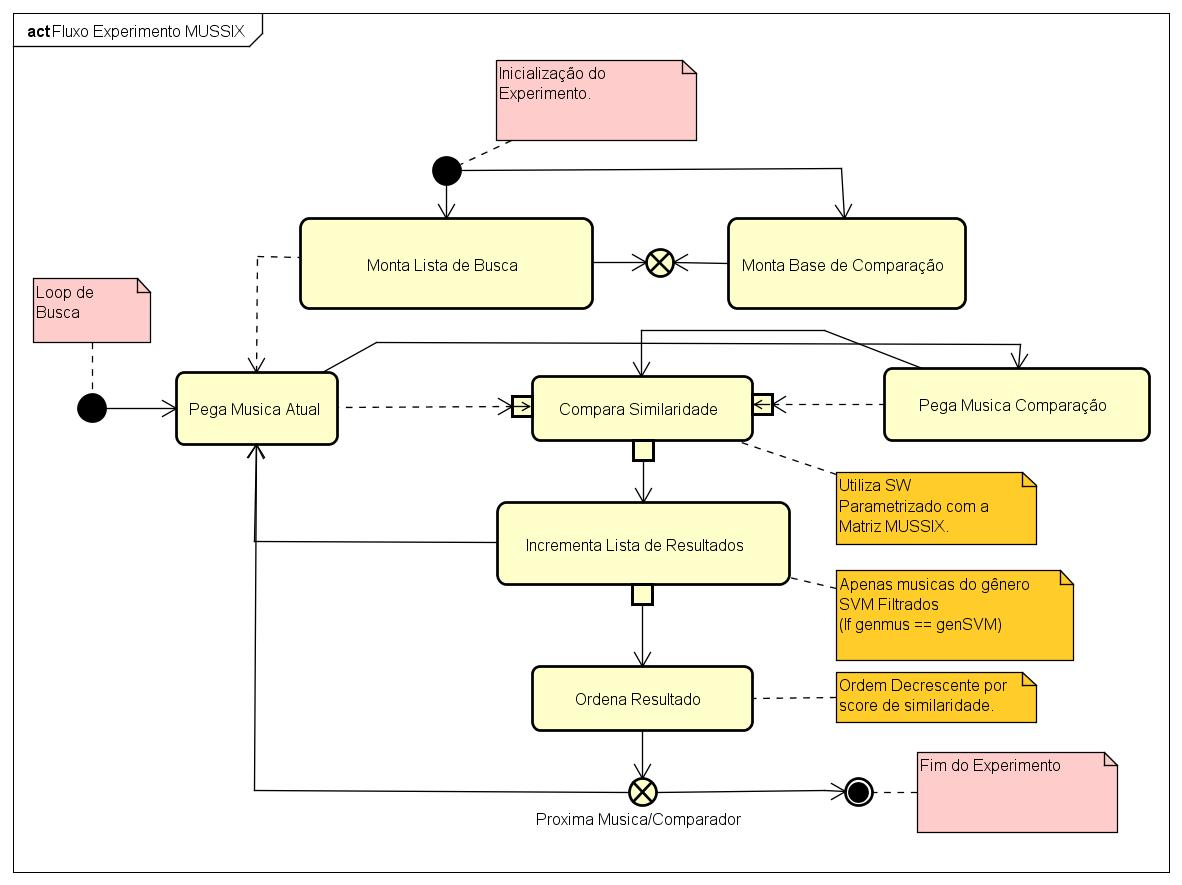 act Fluxo Experimento MUSSIX
Inicialização do
Experimento.
Monta Lista de Busca
Monta Base de Comparação
Loop de
Busca
Pega Musica Atual
Compara Similaridade
Pega Musica Comparação
Utiliza SW
Parametrizado com a
Matriz MUSSIX.
Incrementa Lista de Resultados
Apenas musicas do gênero
SVM Filtrados
(If genmus == genSVM)
Ordena Resultado
Ordem Decrescente por
score de similaridade.
Fim do Experimento
Proxima Musica/Comparador